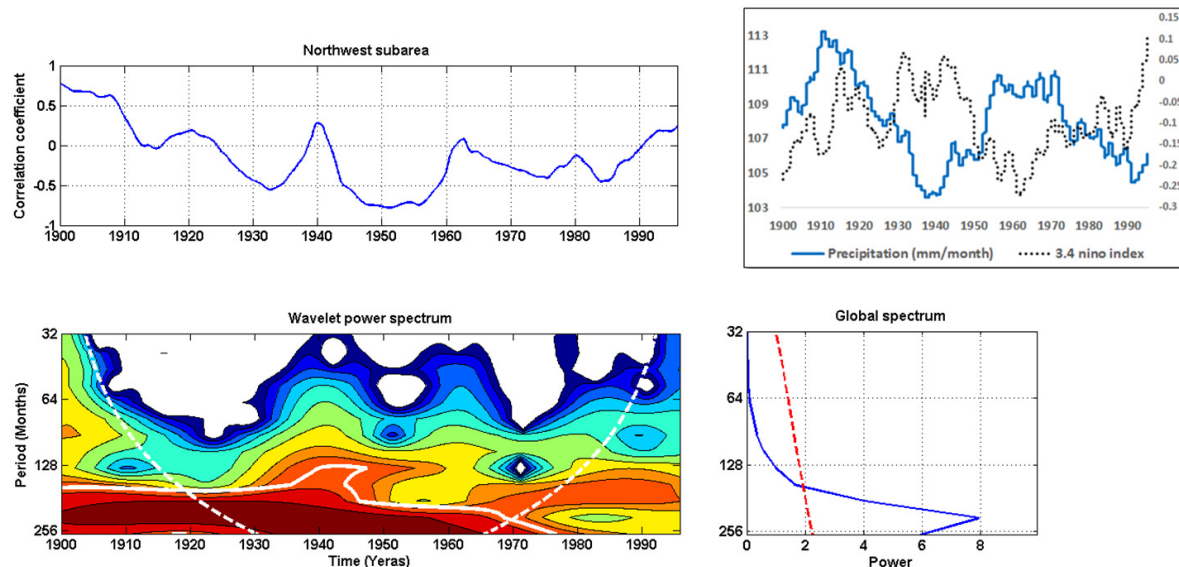 Northwest subarea
Correlation coefficient
1
0.5
0
-0.5
-1
1900 1910 1920 1930 1940 1950 1960 1970 1980 1990
113
111
109
107
105
103
0.15
0.1
0.05
0
-0.05
-0.1
-0.15
-0.2
-0.25
-0.3
1900 1910 1920 1930 1940 1950 1960 1970 1980 1990
Precipitation (mm/month) 3.4 nino index
Wavelet power spectrum
Period (Months)
32
64
128
256
1900 1910 1920 1930 1940 1950 1960 1970 1980 1990
Time (Yeras)
Global spectrum
32
64
128
256
0 2 4 6 8
Power